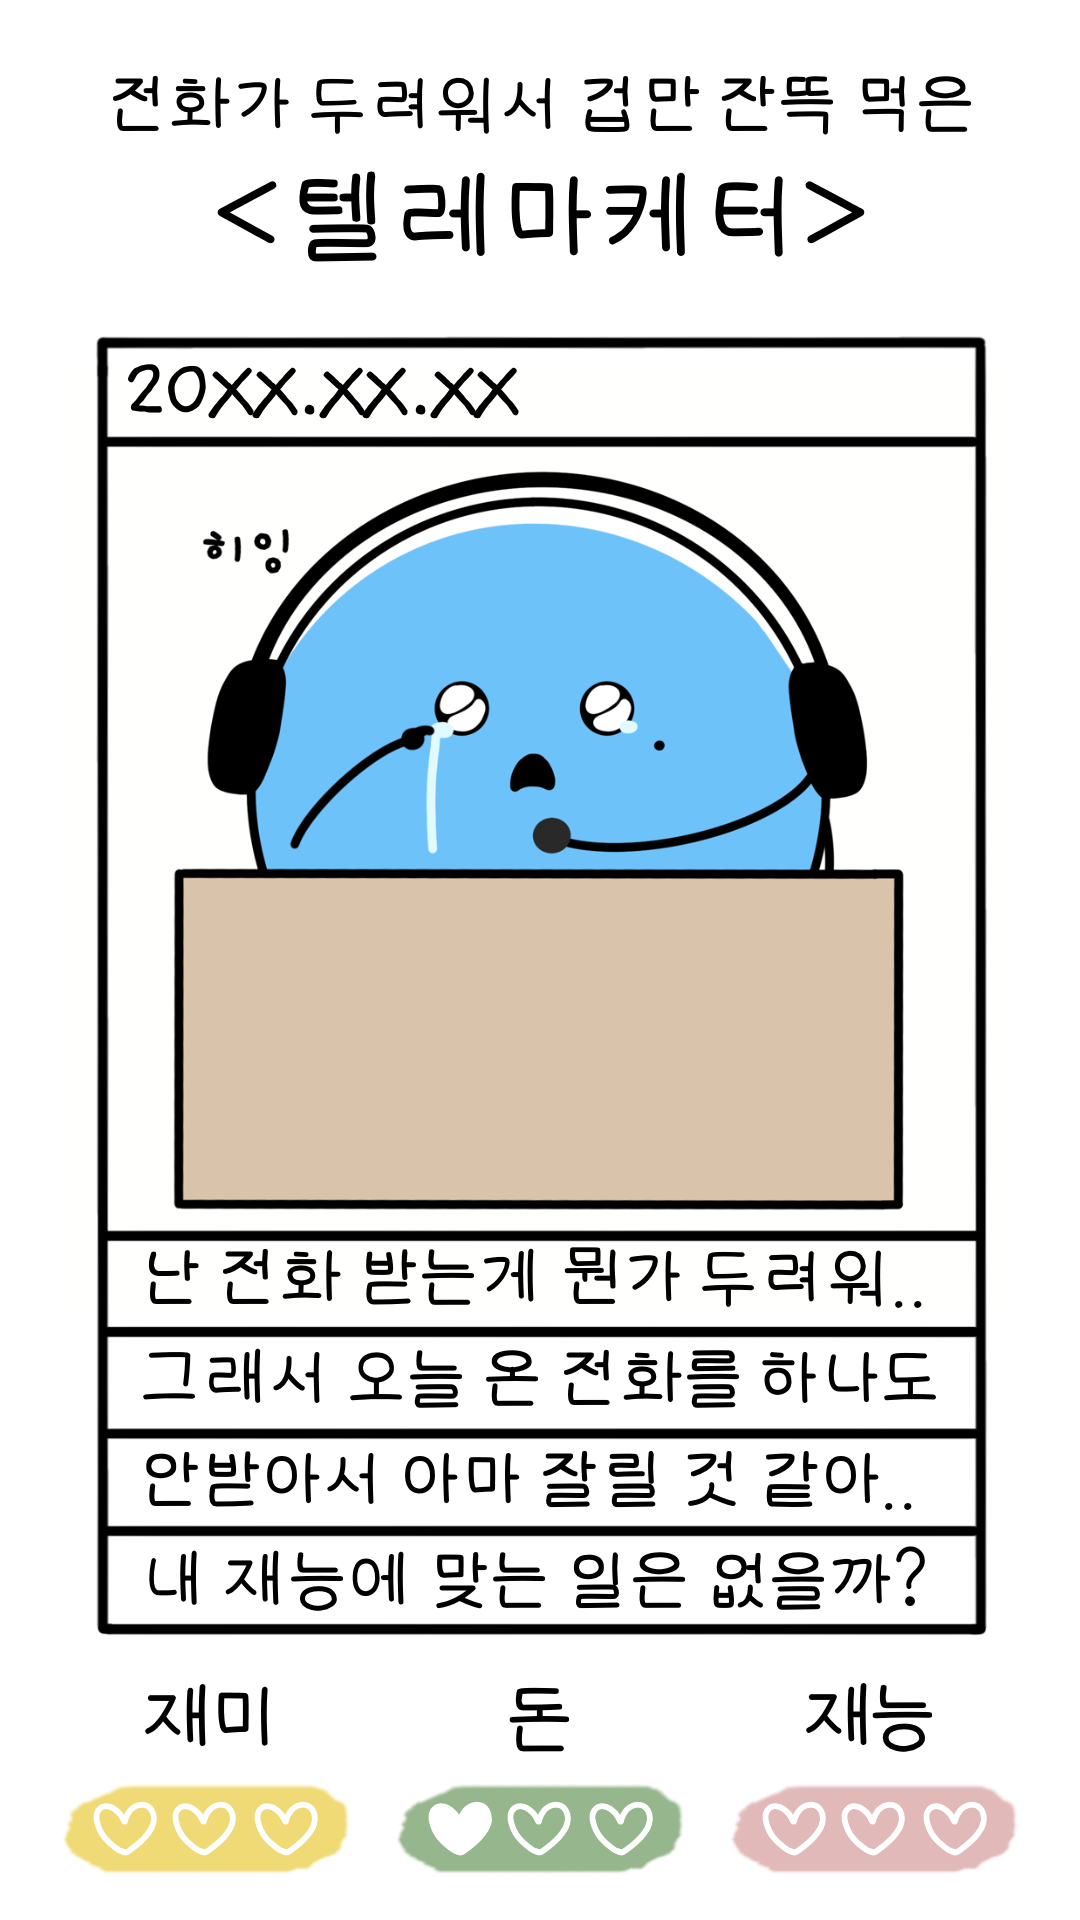 전화가 두려워서 겁만 잔뜩 먹은
<텔레마케터>
20XX.XX.XX
히잉
난 전화 받는게 뭔가 두려워..
그래서 오늘 온 전화를 하나도
안받아서 아마 잘릴 것 같아..
내 재능에 맞는 일은 없을까?
재미 돈 재능